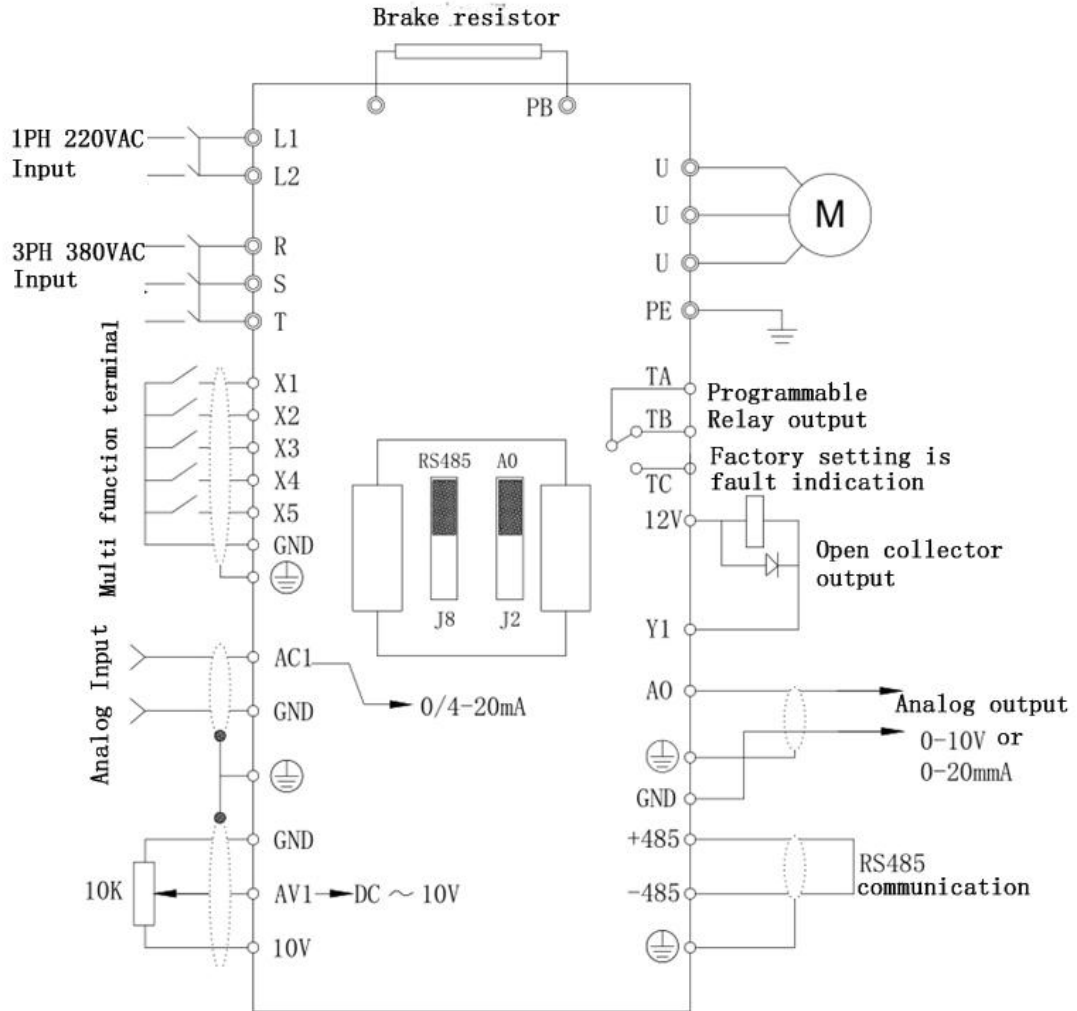 Brake resistor
PB
1PH 220VAC
Input
L1
L2
3PH 380VAC
Input
R
S
T
Multi function terminal
X1
X2
X3
X4
X5
GND
Analog Input
AC1
0/4-20mA
GND
GND
10K
AV1
DC ～ 10V
10V
RS485
AO
J8
J2
U
U
U
M
PE
TA
TB
TC
Programmable
Relay output
Factory setting is
fault indication
12V
Open collector
output
Y1
AO
Analog output
0-10V or
0-20mmA
GND
+485
-485
RS485
communication